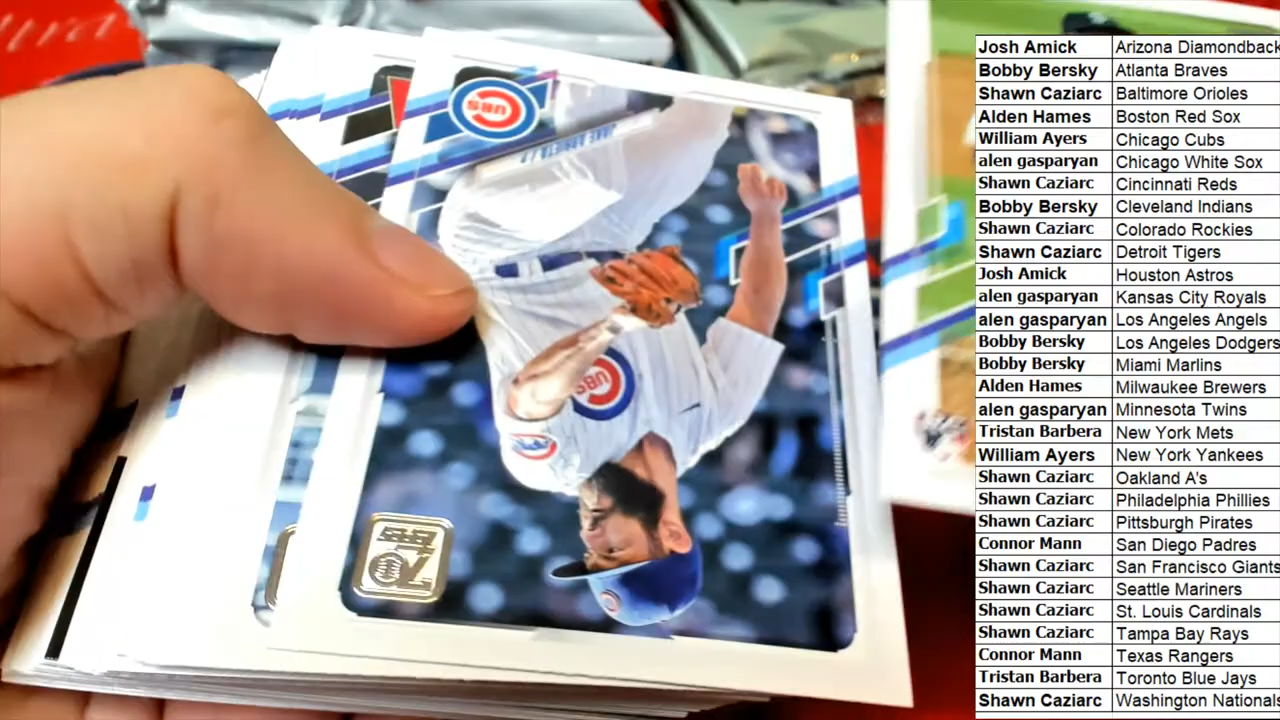 CUBS
JAKE ARRIETA | P
CUBS
70
Josh Amick Arizona Diamondback
Bobby Bersky Atlanta Braves
Shawn Caziarc Baltimore Orioles
Alden Hames Boston Red Sox
William Ayers Chicago Cubs
alen gasparyan Chicago White Sox
Shawn Caziarc Cincinnati Reds
Bobby Bersky Cleveland Indians
Shawn Caziarc Colorado Rockies
Shawn Caziarc Detroit Tigers
Josh Amick Houston Astros
alen gasparyan Kansas City Royals
alen gasparyan Los Angeles Angels
Bobby Bersky Los Angeles Dodgers
Bobby Bersky Miami Marlins
Alden Hames Milwaukee Brewers
alen gasparyan Minnesota Twins
Tristan Barbera New York Mets
William Ayers New York Yankees
Shawn Caziarc Oakland A's
Shawn Caziarc Philadelphia Phillies
Shawn Caziarc Pittsburgh Pirates
Connor Mann San Diego Padres
Shawn Caziarc San Francisco Giants
Shawn Caziarc Seattle Mariners
Shawn Caziarc St. Louis Cardinals
Shawn Caziarc Tampa Bay Rays
Connor Mann Texas Rangers
Tristan Barbera Toronto Blue Jays
Shawn Caziarc Washington Nationals